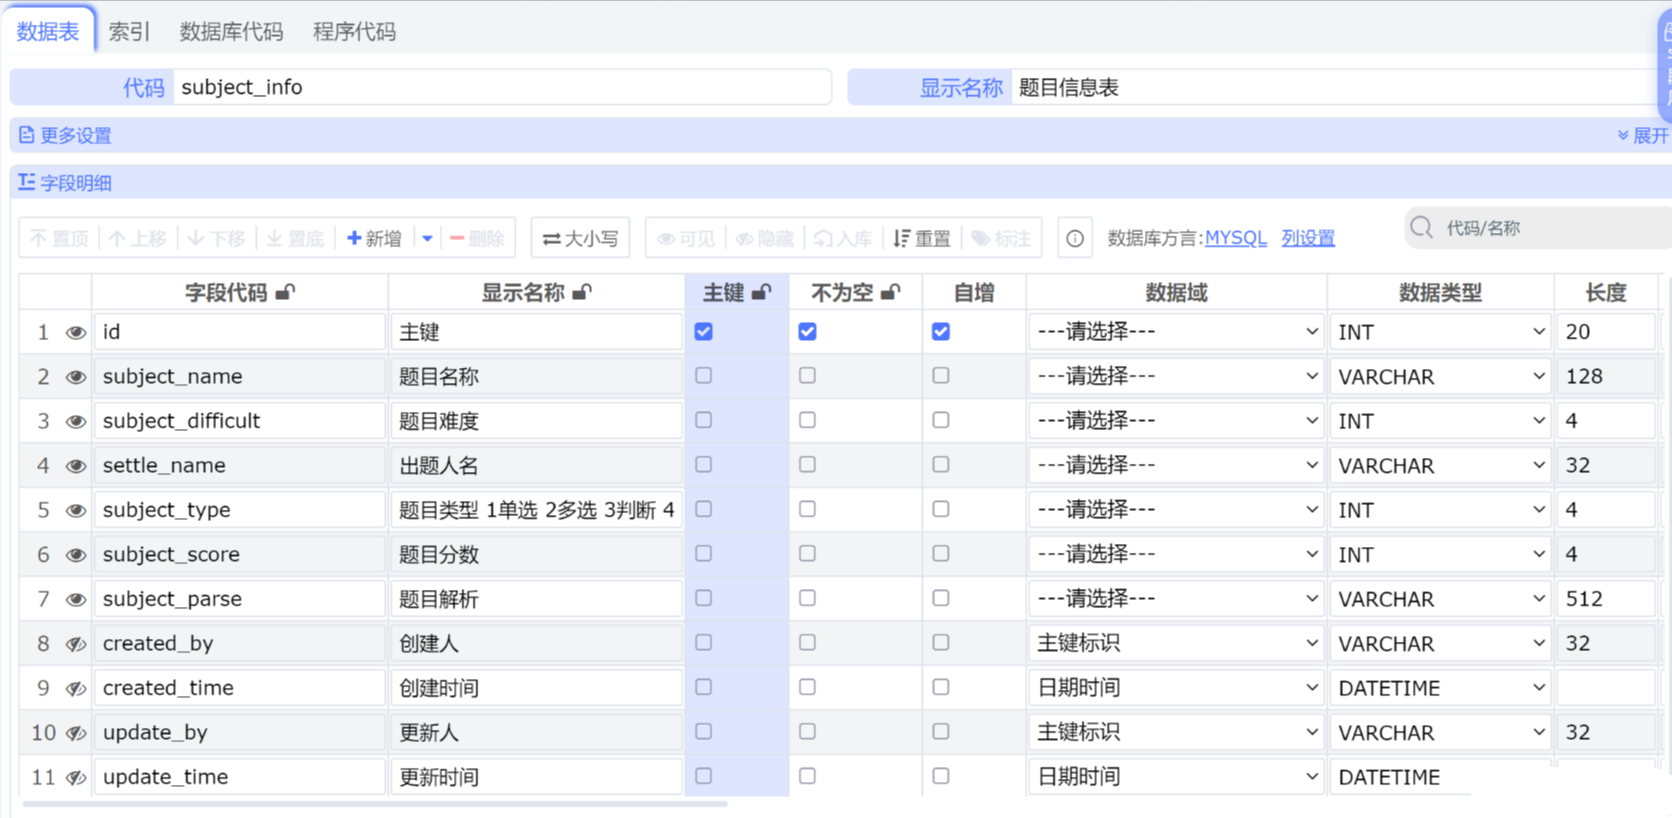 数据表 索引 数据库代码 程序代码
代码 subject_info 显示名称 题目信息表
更多设置 展开
字段明细
置顶 上移 下移 置底 新增 删除 大小写 可见 隐藏 入库 重置 标注 数据库方言:MYSQL 列设置 代码/名称
字段代码 显示名称 主键 不为空 自增 数据域 数据类型 长度
1 id 主键 ---请选择--- INT 20
2 subject_name 题目名称 ---请选择--- VARCHAR 128
3 subject_difficult 题目难度 ---请选择--- INT 4
4 settle_name 出题人名 ---请选择--- VARCHAR 32
5 subject_type 题目类型 1单选 2多选 3判断 4 ---请选择--- INT 4
6 subject_score 题目分数 ---请选择--- INT 4
7 subject_parse 题目解析 ---请选择--- VARCHAR 512
8 created_by 创建人 主键标识 VARCHAR 32
9 created_time 创建时间 日期时间 DATETIME
10 update_by 更新人 主键标识 VARCHAR 32
11 update_time 更新时间 日期时间 DATETIME